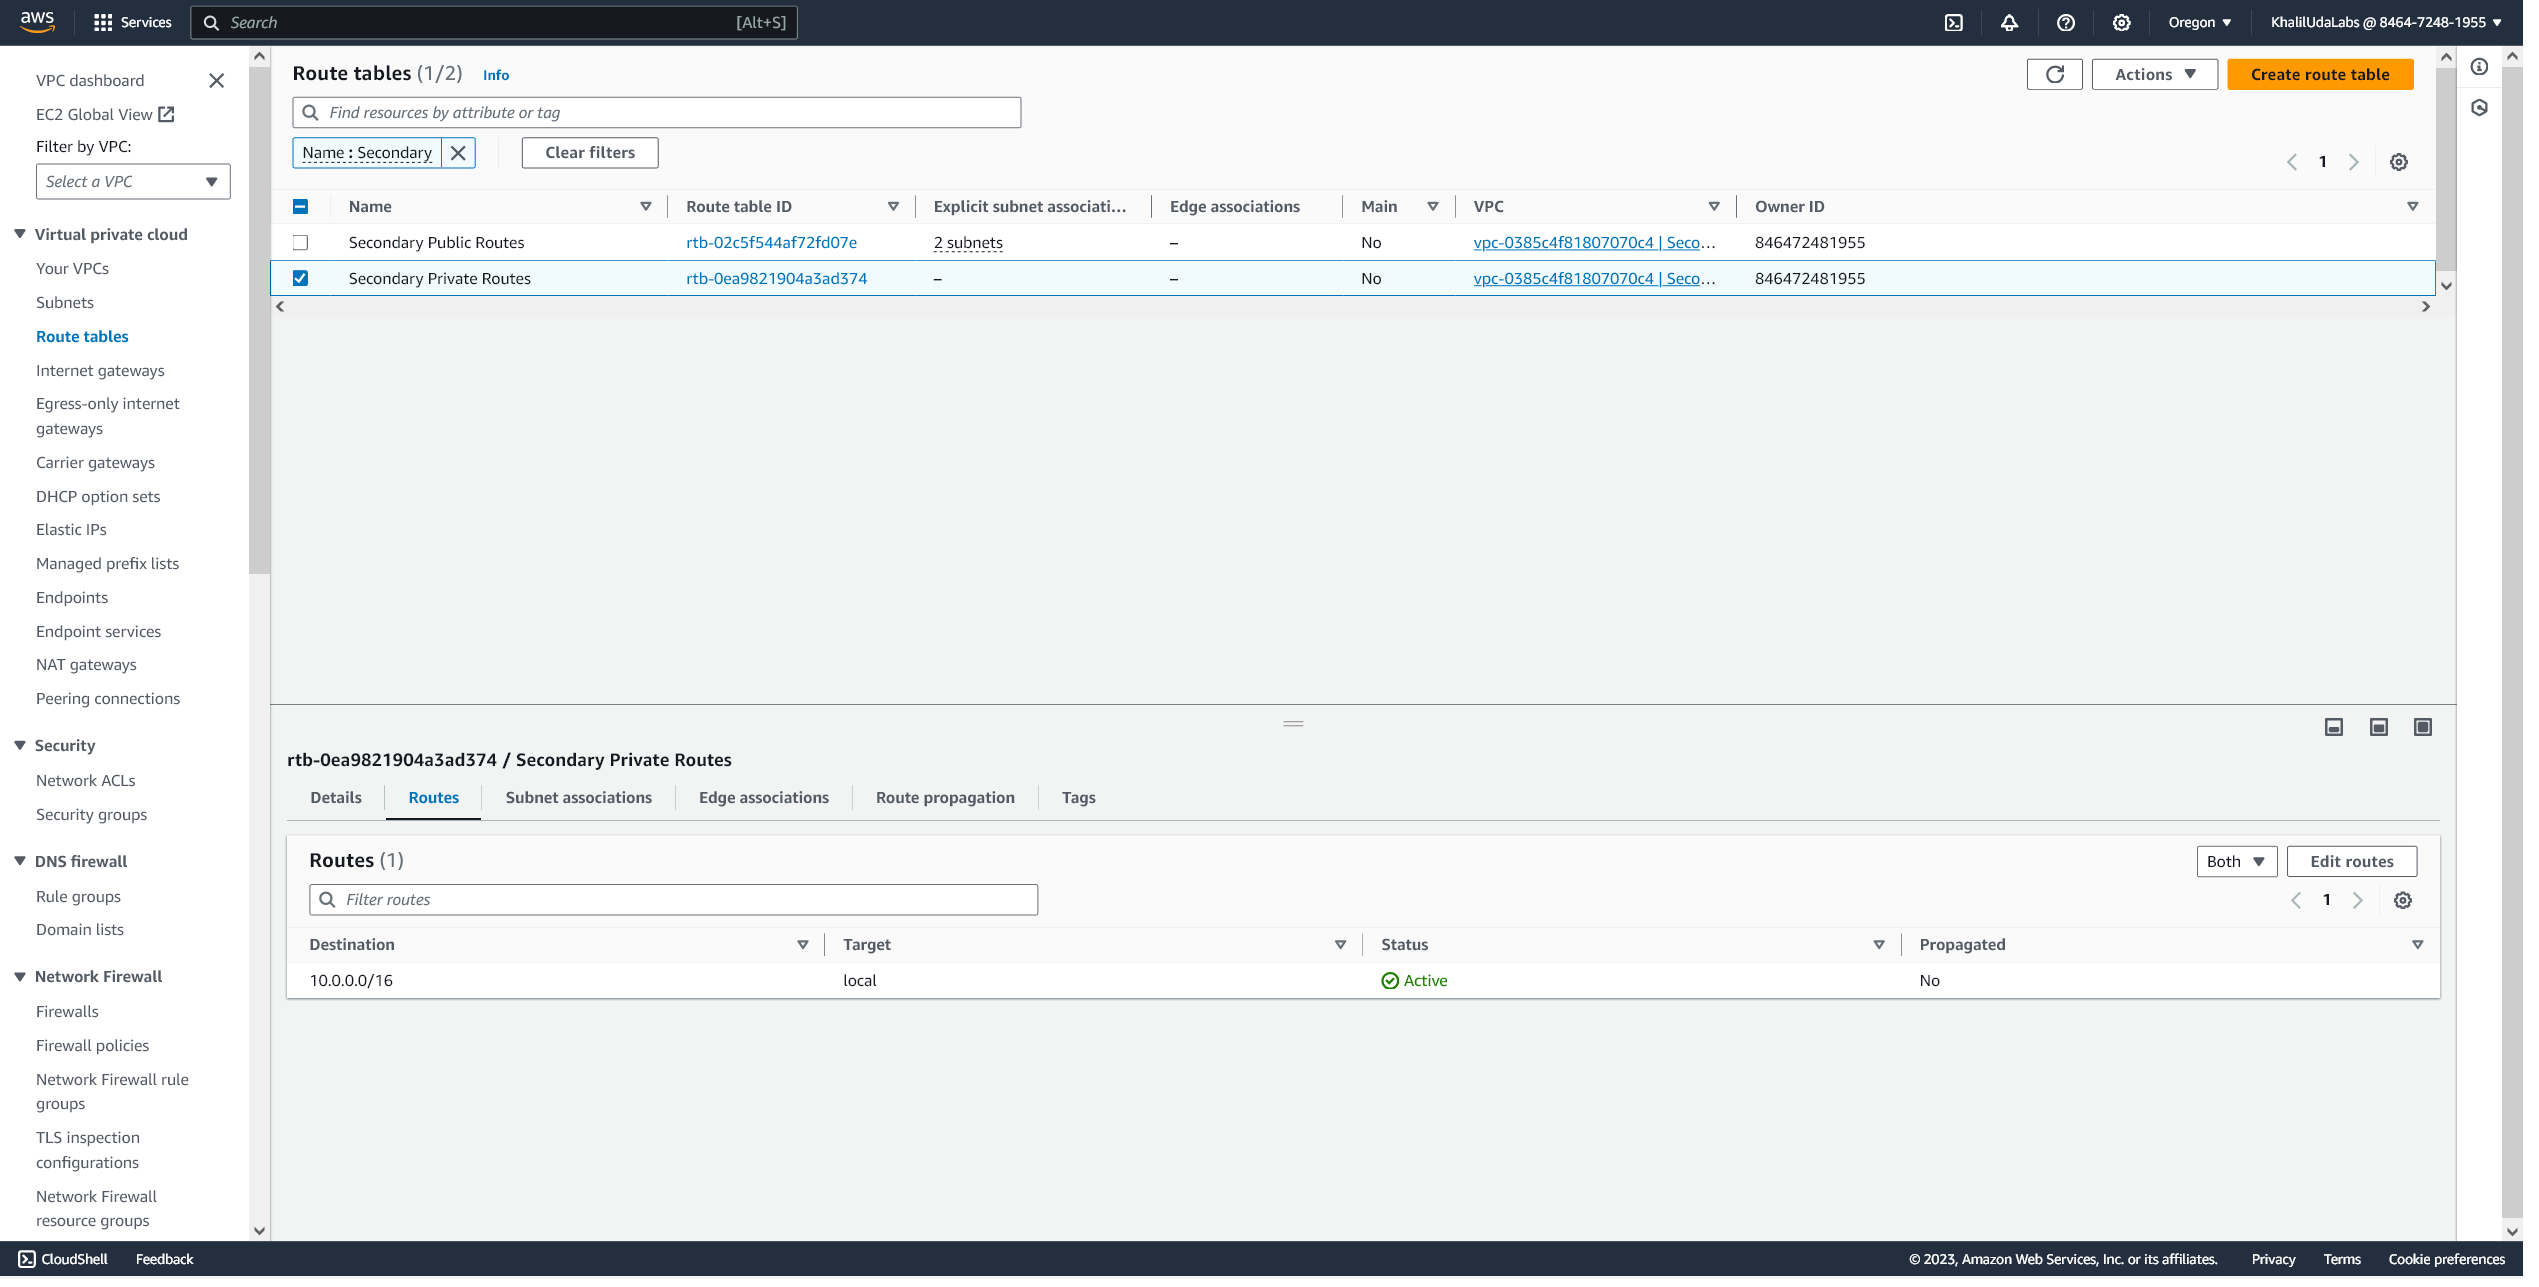 aws
Services
Search
[Alt+S]
Oregon ▼
KhalilUdaLabs @ 8464-7248-1955 ▼
VPC dashboard
EC2 Global View
Filter by VPC:
Select a VPC
Virtual private cloud
Your VPCs
Subnets
Route tables
Internet gateways
Egress-only internet
gateways
Carrier gateways
DHCP option sets
Elastic IPs
Managed prefix lists
Endpoints
Endpoint services
NAT gateways
Peering connections
Security
Network ACLs
Security groups
DNS firewall
Rule groups
Domain lists
Network Firewall
Firewalls
Firewall policies
Network Firewall rule
groups
TLS inspection
configurations
Network Firewall
resource groups
Route tables (1/2) Info
Actions
Create route table
Find resources by attribute or tag
Name : Secondary
Clear filters
1
Name Route table ID Explicit subnet associati... Edge associations Main VPC Owner ID
Secondary Public Routes rtb-02c5f544af72fd07e 2 subnets – No vpc-0385c4f81807070c4 | Seco... 846472481955
Secondary Private Routes rtb-0ea9821904a3ad374 – – No vpc-0385c4f81807070c4 | Seco... 846472481955
rtb-0ea9821904a3ad374 / Secondary Private Routes
Details Routes Subnet associations Edge associations Route propagation Tags
Routes (1)
Both
Edit routes
Filter routes
1
Destination Target Status Propagated
10.0.0.0/16 local Active No
CloudShell Feedback
© 2023, Amazon Web Services, Inc. or its affiliates. Privacy Terms Cookie preferences